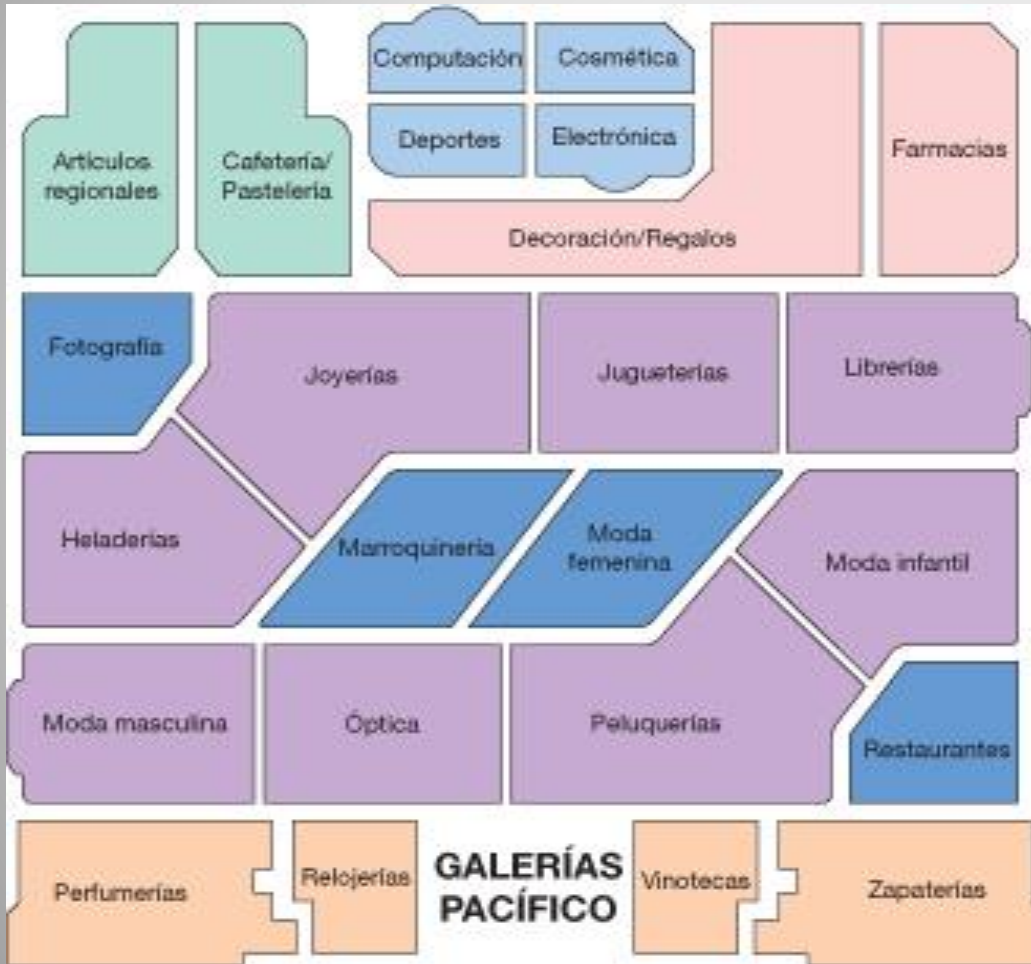 Computación
Cosmética
Deportes
Electrónica
Artículos
regionales
Cafetería/
Pastelería
Farmacias
Decoración/Regalos
Fotografía
Joyerías
Jugueterías
Librerías
Heladerías
Marroquinería
Moda
femenina
Moda infantil
Moda masculina
Óptica
Peluquerías
Restaurantes
Perfumerías
Relojerías
GALERÍAS
PACÍFICO
Vinotecas
Zapaterías